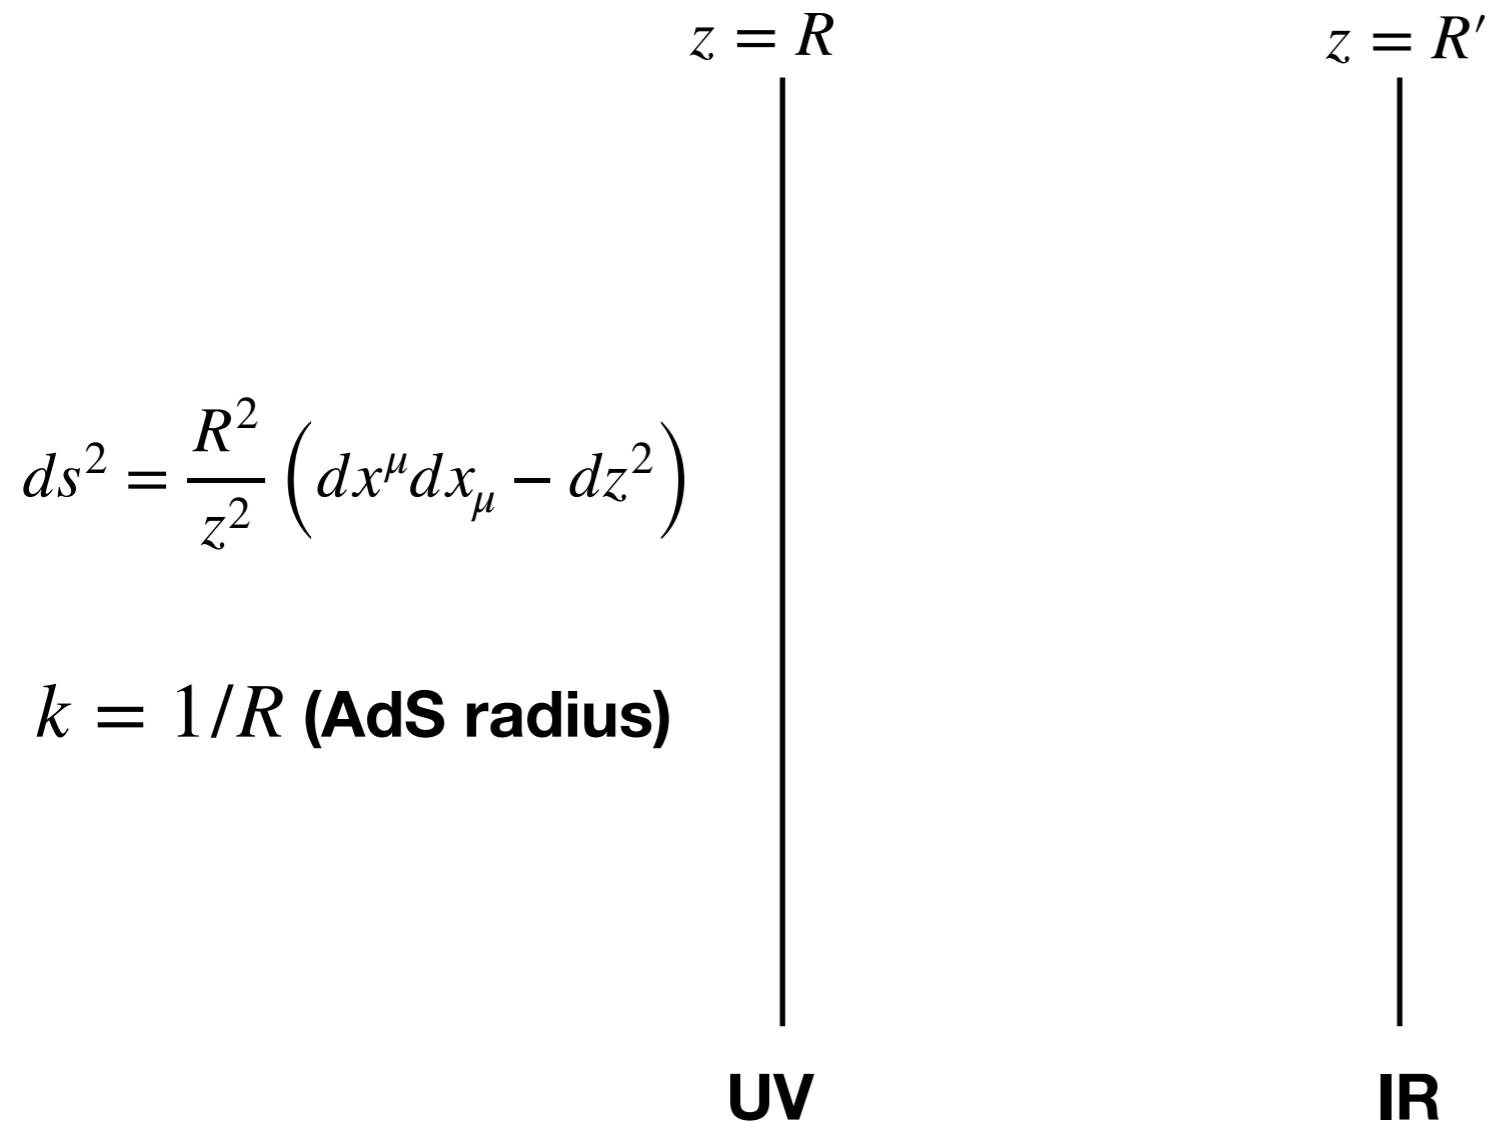 z = R
z = R′
ds² = R²/z² (dx^μ dx_μ − dz²)
k = 1/R (AdS radius)
UV
IR